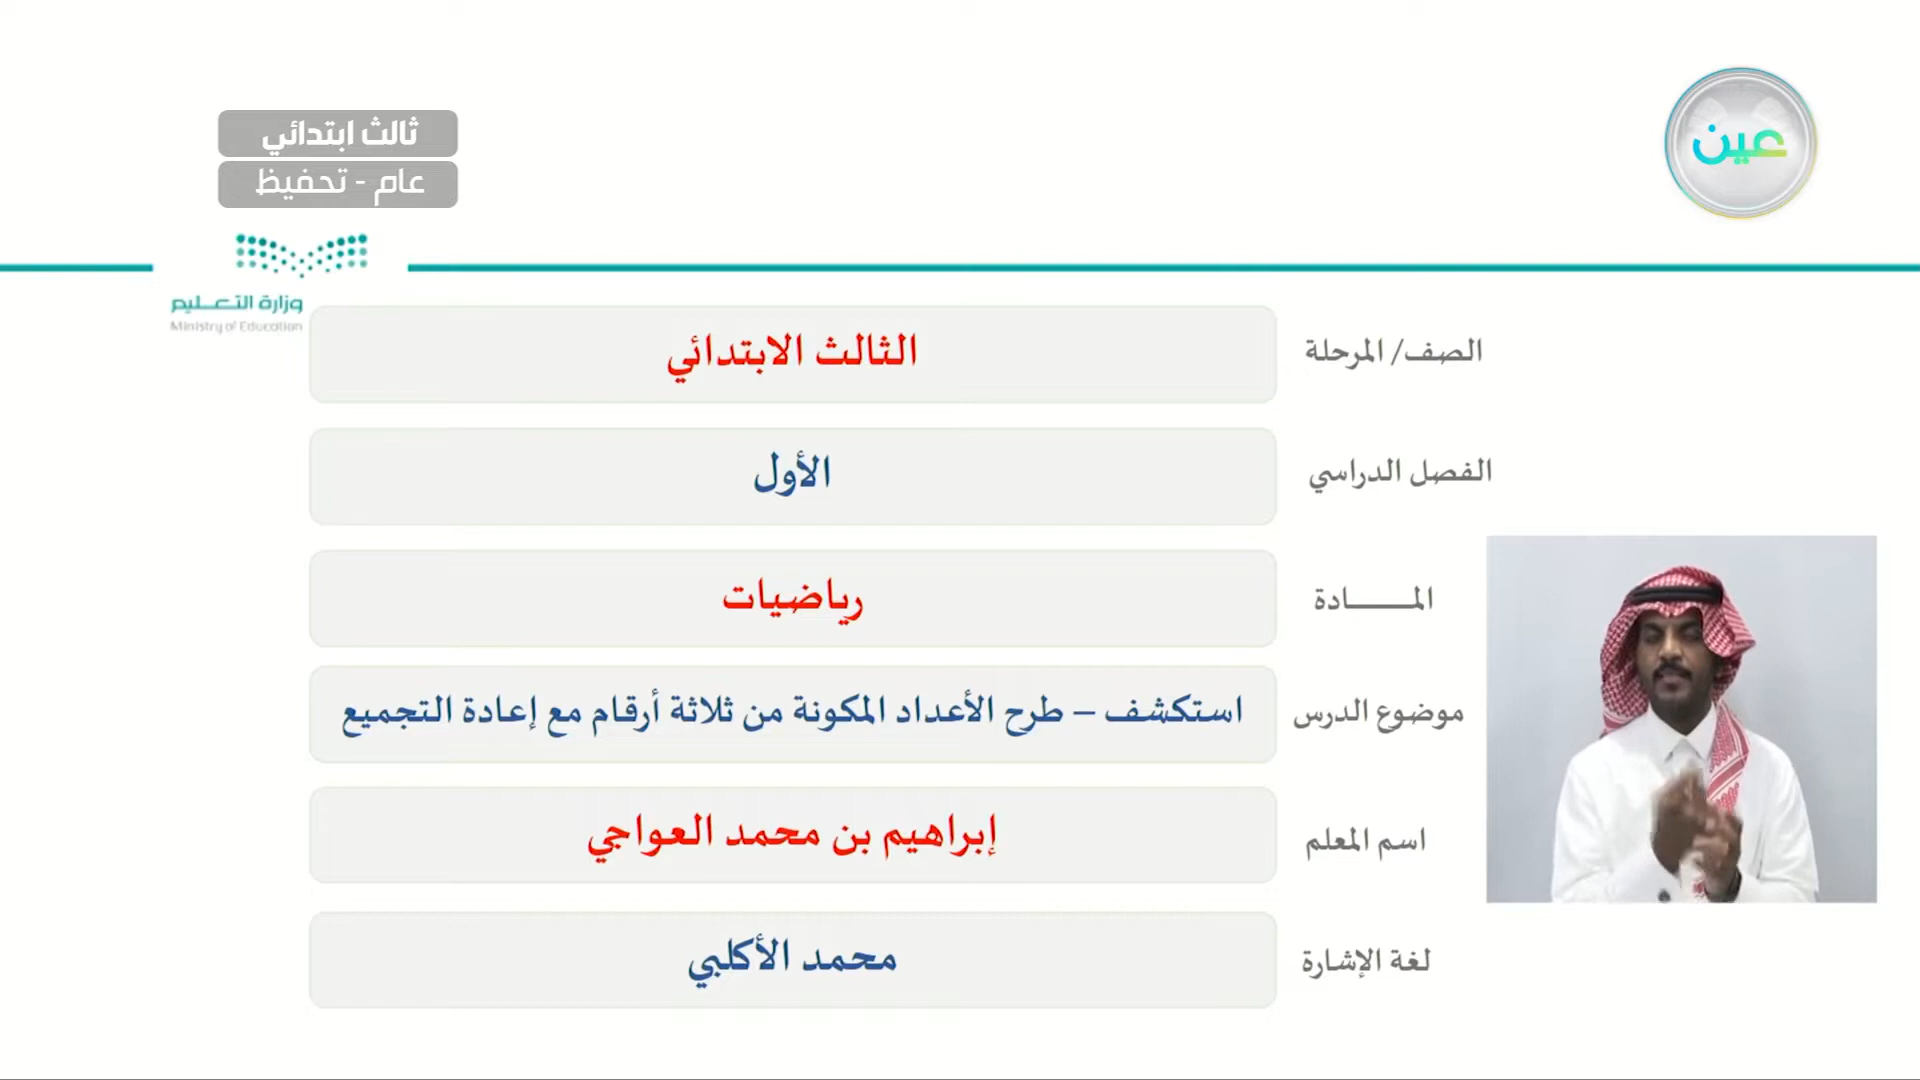 عين
ثالث ابتدائي
عام - تحفيظ
وزارة التـعـلـيم
Ministry of Education
الصف/ المرحلة
الثالث الابتدائي
الفصل الدراسي
الأول
المــــــــادة
رياضيات
موضوع الدرس
استكشف – طرح الأعداد المكونة من ثلاثة أرقام مع إعادة التجميع
اسم المعلم
إبراهيم بن محمد العواجي
لغة الإشارة
محمد الأكلبي